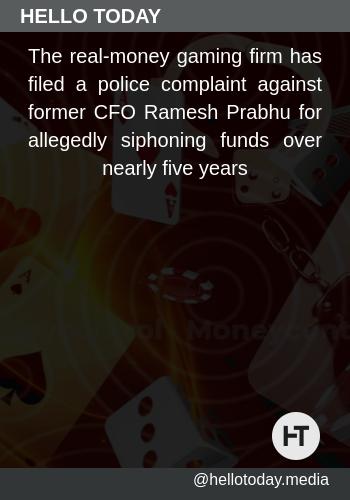 HELLO TODAY
The real-money gaming firm has
filed a police complaint against
former CFO Ramesh Prabhu for
allegedly siphoning funds over
nearly five years
HT
@hellotoday.media